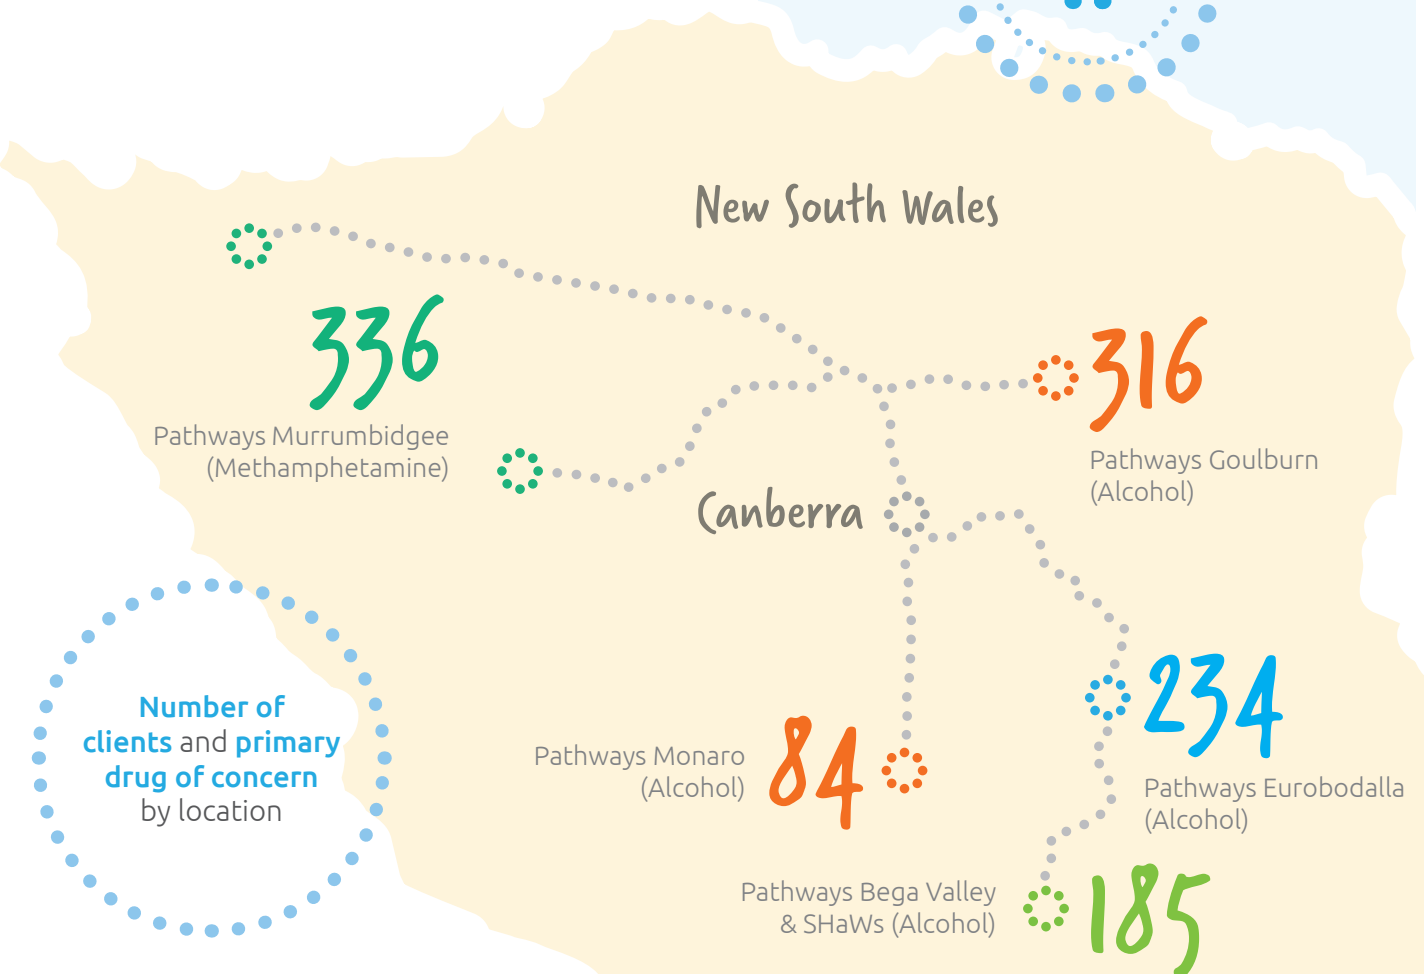 New South Wales
336
Pathways Murrumbidgee
(Methamphetamine)
316
Pathways Goulburn
(Alcohol)
Canberra
Number of
clients and primary
drug of concern
by location
Pathways Monaro
(Alcohol)
84
234
Pathways Eurobodalla
(Alcohol)
Pathways Bega Valley
& SHaWs (Alcohol)
185